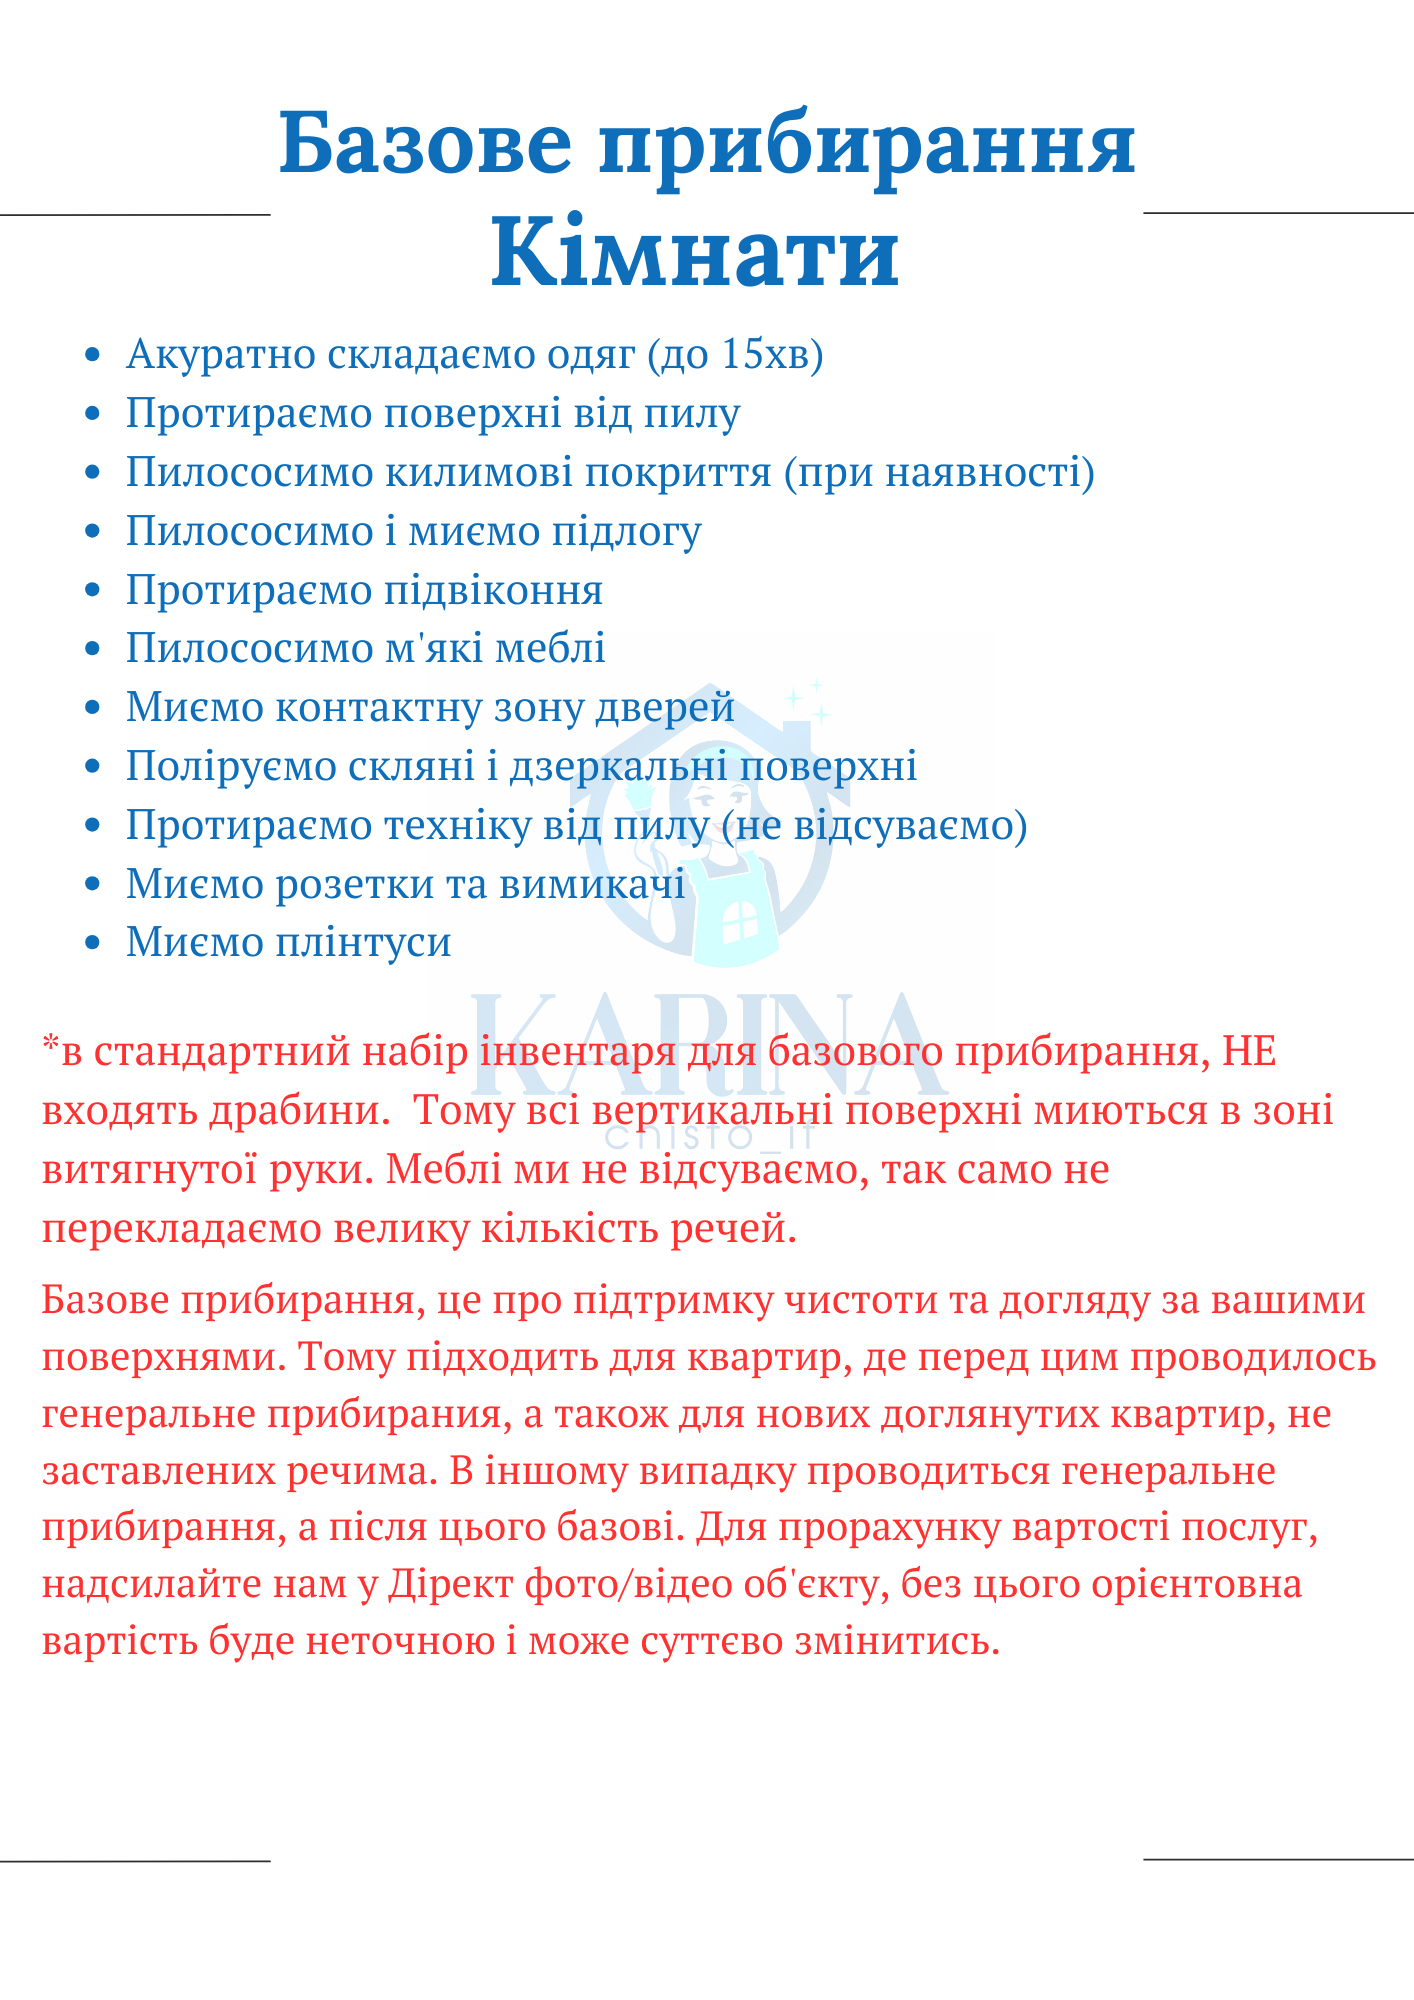 Базове прибирання
Кімнати
• Акуратно складаємо одяг (до 15хв)
• Протираємо поверхні від пилу
• Пилососимо килимові покриття (при наявності)
• Пилососимо і миємо підлогу
• Протираємо підвіконня
• Пилососимо м'які меблі
• Миємо контактну зону дверей
• Поліруємо скляні і дзеркальні поверхні
• Протираємо техніку від пилу (не відсуваємо)
• Миємо розетки та вимикачі
• Миємо плінтуси
KARINA
chisto_if
*в стандартний набір інвентаря для базового прибирання, НЕ
входять драбини.  Тому всі вертикальні поверхні миються в зоні
витягнутої руки. Меблі ми не відсуваємо, так само не
перекладаємо велику кількість речей.
Базове прибирання, це про підтримку чистоти та догляду за вашими
поверхнями. Тому підходить для квартир, де перед цим проводилось
генеральне прибирания, а також для нових доглянутих квартир, не
заставлених речима. В іншому випадку проводиться генеральне
прибирання, а після цього базові. Для прорахунку вартості послуг,
надсилайте нам у Дірект фото/відео об'єкту, без цього орієнтовна
вартість буде неточною і може суттєво змінитись.